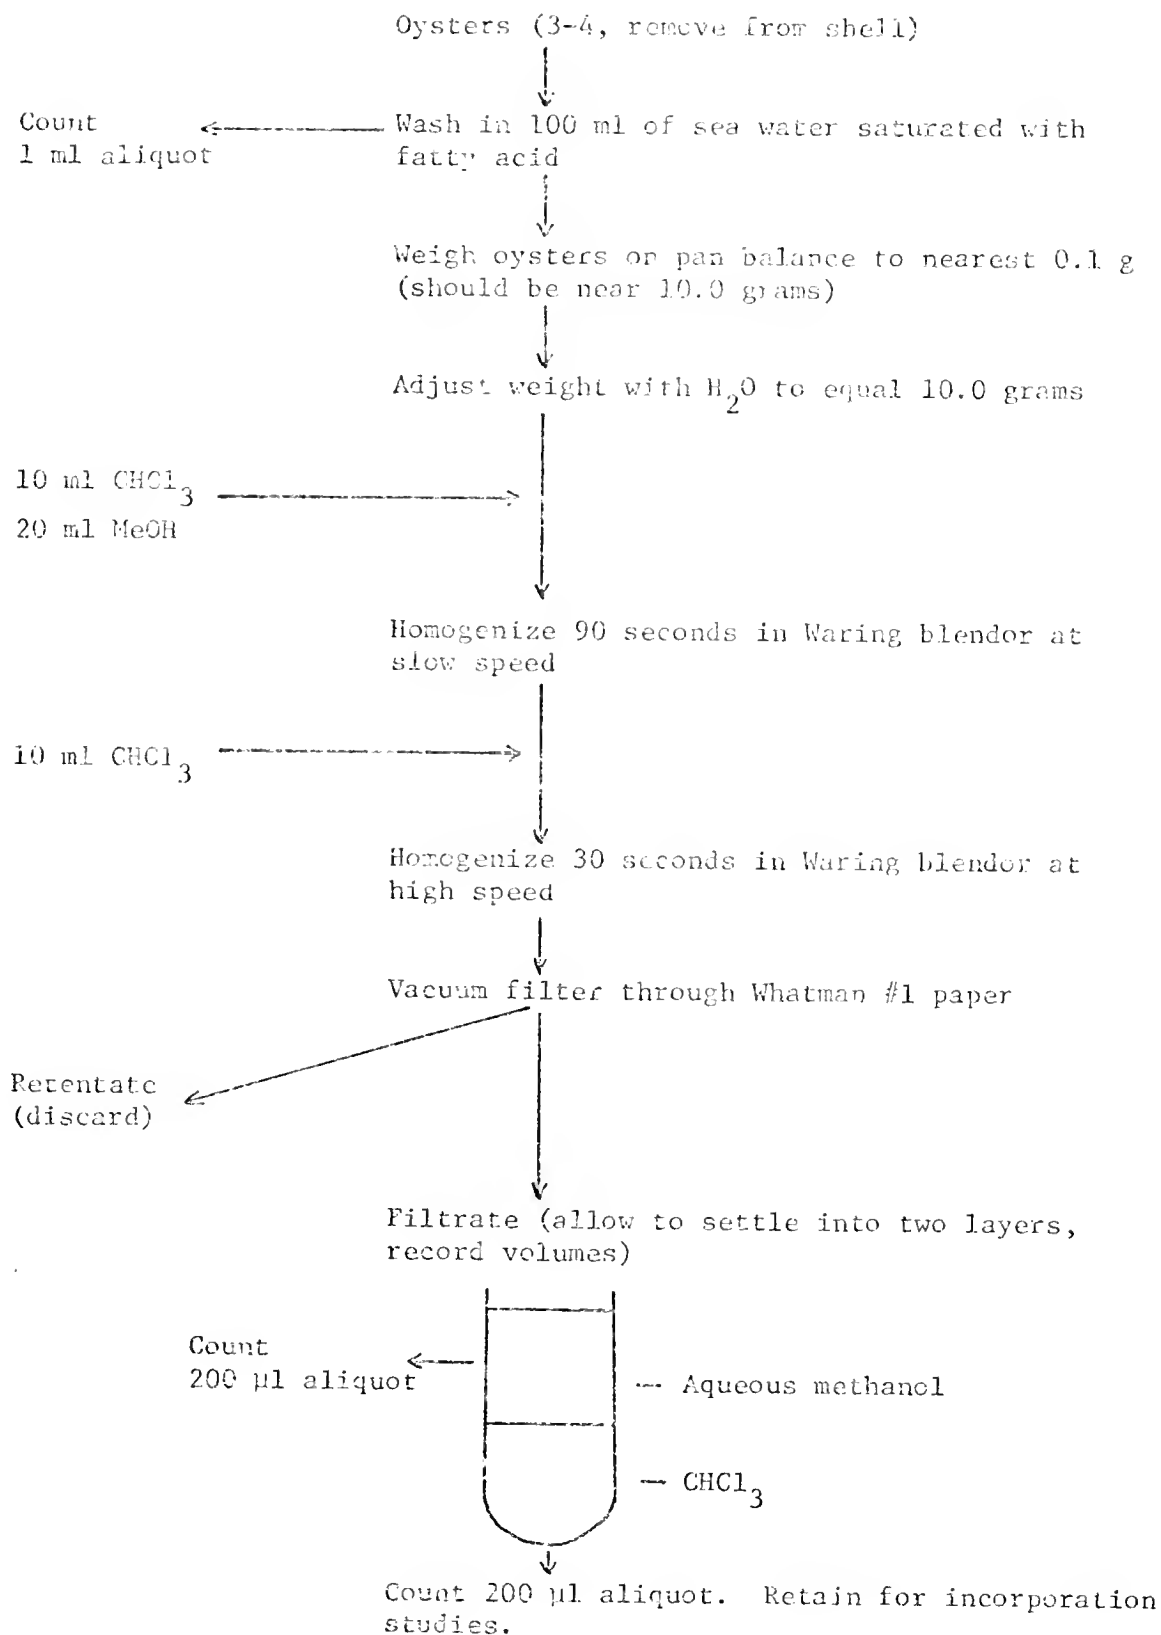 Oysters (3-4, remove from shell)
Count
1 ml aliquot
Wash in 100 ml of sea water saturated with
fatty acid
Weigh oysters on pan balance to nearest 0.1 g
(should be near 10.0 grams)
Adjust weight with H2O to equal 10.0 grams
10 ml CHCl3
20 ml MeOH
Homogenize 90 seconds in Waring blendor at
slow speed
10 ml CHCl3
Homogenize 30 seconds in Waring blendor at
high speed
Vacuum filter through Whatman #1 paper
Retentate
(discard)
Filtrate (allow to settle into two layers,
record volumes)
Count
200 µl aliquot
Aqueous methanol
CHCl3
Count 200 µl aliquot. Retain for incorporation
studies.